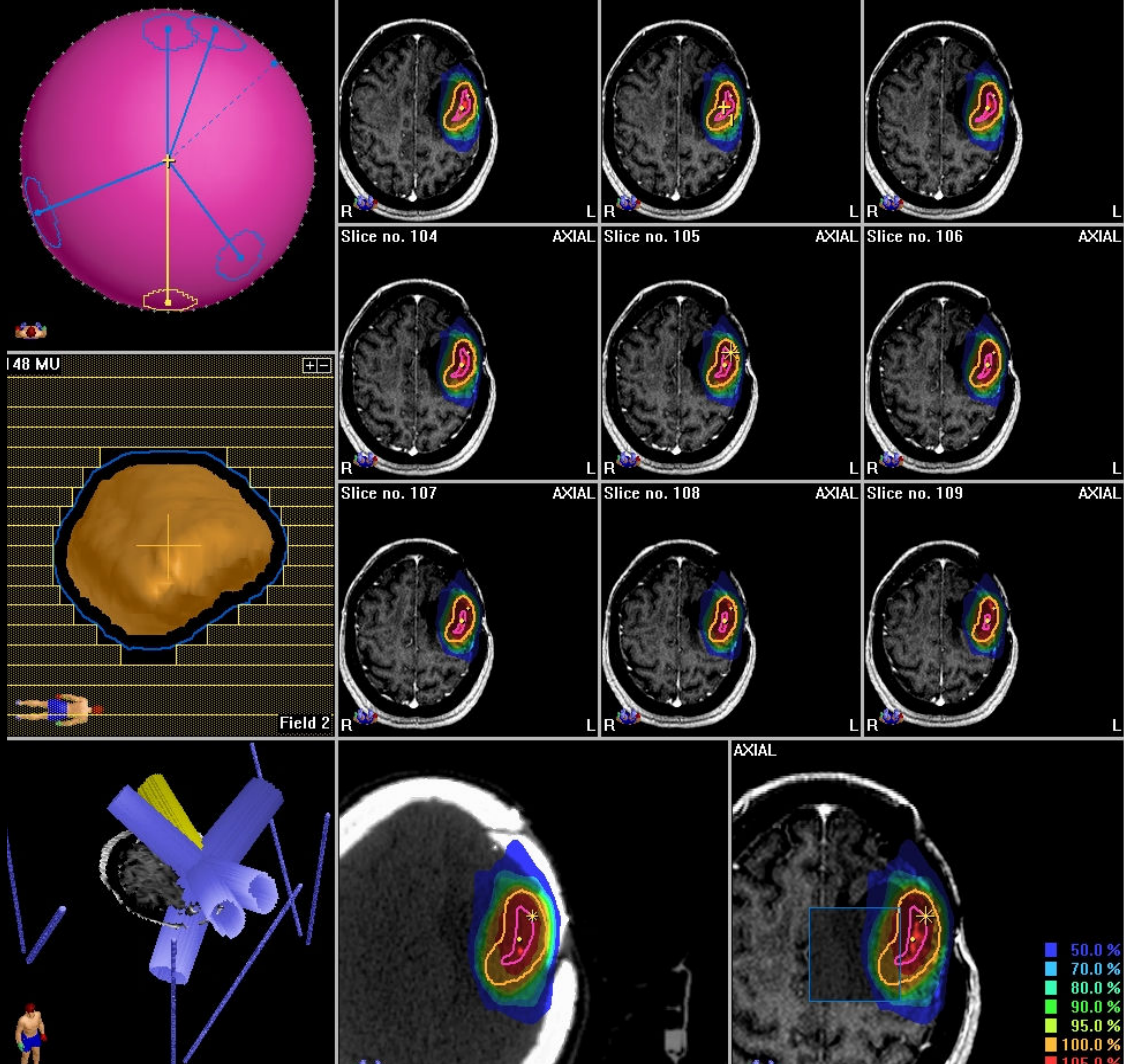 R L
R L
R L
Slice no. 104 AXIAL
Slice no. 105 AXIAL
Slice no. 106 AXIAL
R L
R L
R L
48 MU
+ −
Field 2
Slice no. 107 AXIAL
Slice no. 108 AXIAL
Slice no. 109 AXIAL
R L
R L
R L
AXIAL
50.0 %
70.0 %
80.0 %
90.0 %
95.0 %
100.0 %
105.0 %